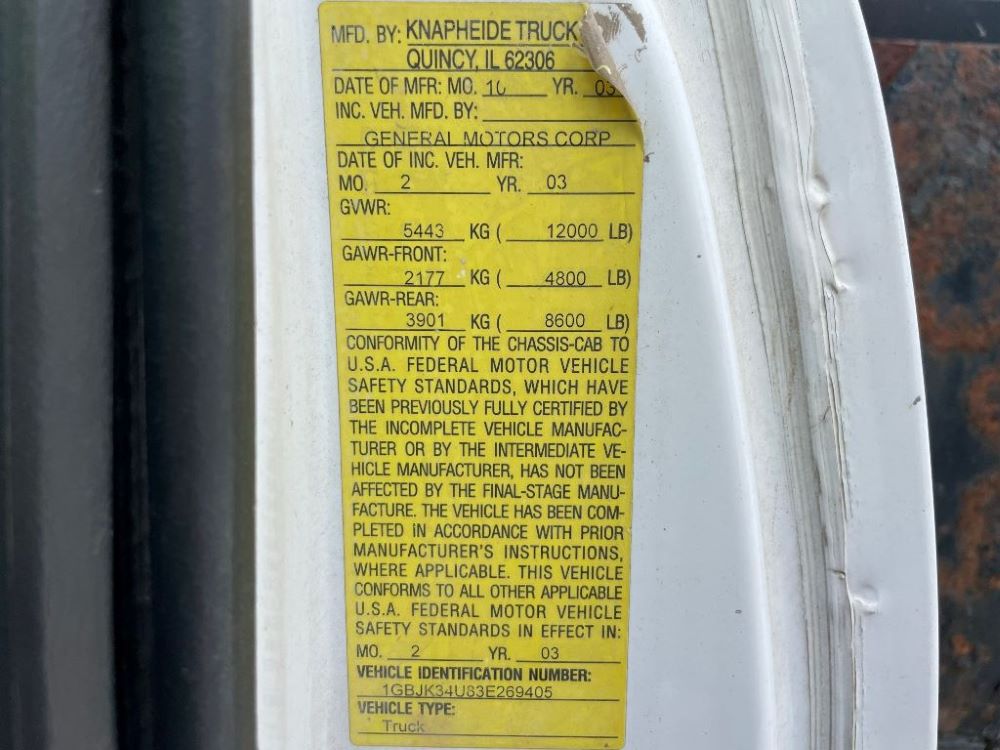 MFD. BY: KNAPHEIDE TRUCK
QUINCY, IL 62306
DATE OF MFR: MO. 10 YR. 03
INC. VEH. MFD. BY:
GENERAL MOTORS CORP
DATE OF INC. VEH. MFR:
MO. 2 YR. 03
GVWR:
5443 KG ( 12000 LB)
GAWR-FRONT:
2177 KG ( 4800 LB)
GAWR-REAR:
3901 KG ( 8600 LB)
CONFORMITY OF THE CHASSIS-CAB TO
U.S.A. FEDERAL MOTOR VEHICLE
SAFETY STANDARDS, WHICH HAVE
BEEN PREVIOUSLY FULLY CERTIFIED BY
THE INCOMPLETE VEHICLE MANUFAC-
TURER OR BY THE INTERMEDIATE VE-
HICLE MANUFACTURER, HAS NOT BEEN
AFFECTED BY THE FINAL-STAGE MANU-
FACTURE. THE VEHICLE HAS BEEN COM-
PLETED IN ACCORDANCE WITH PRIOR
MANUFACTURER'S INSTRUCTIONS,
WHERE APPLICABLE. THIS VEHICLE
CONFORMS TO ALL OTHER APPLICABLE
U.S.A. FEDERAL MOTOR VEHICLE
SAFETY STANDARDS IN EFFECT IN:
MO. 2 YR. 03
VEHICLE IDENTIFICATION NUMBER:
1GBJK34U83E269405
VEHICLE TYPE:
Truck